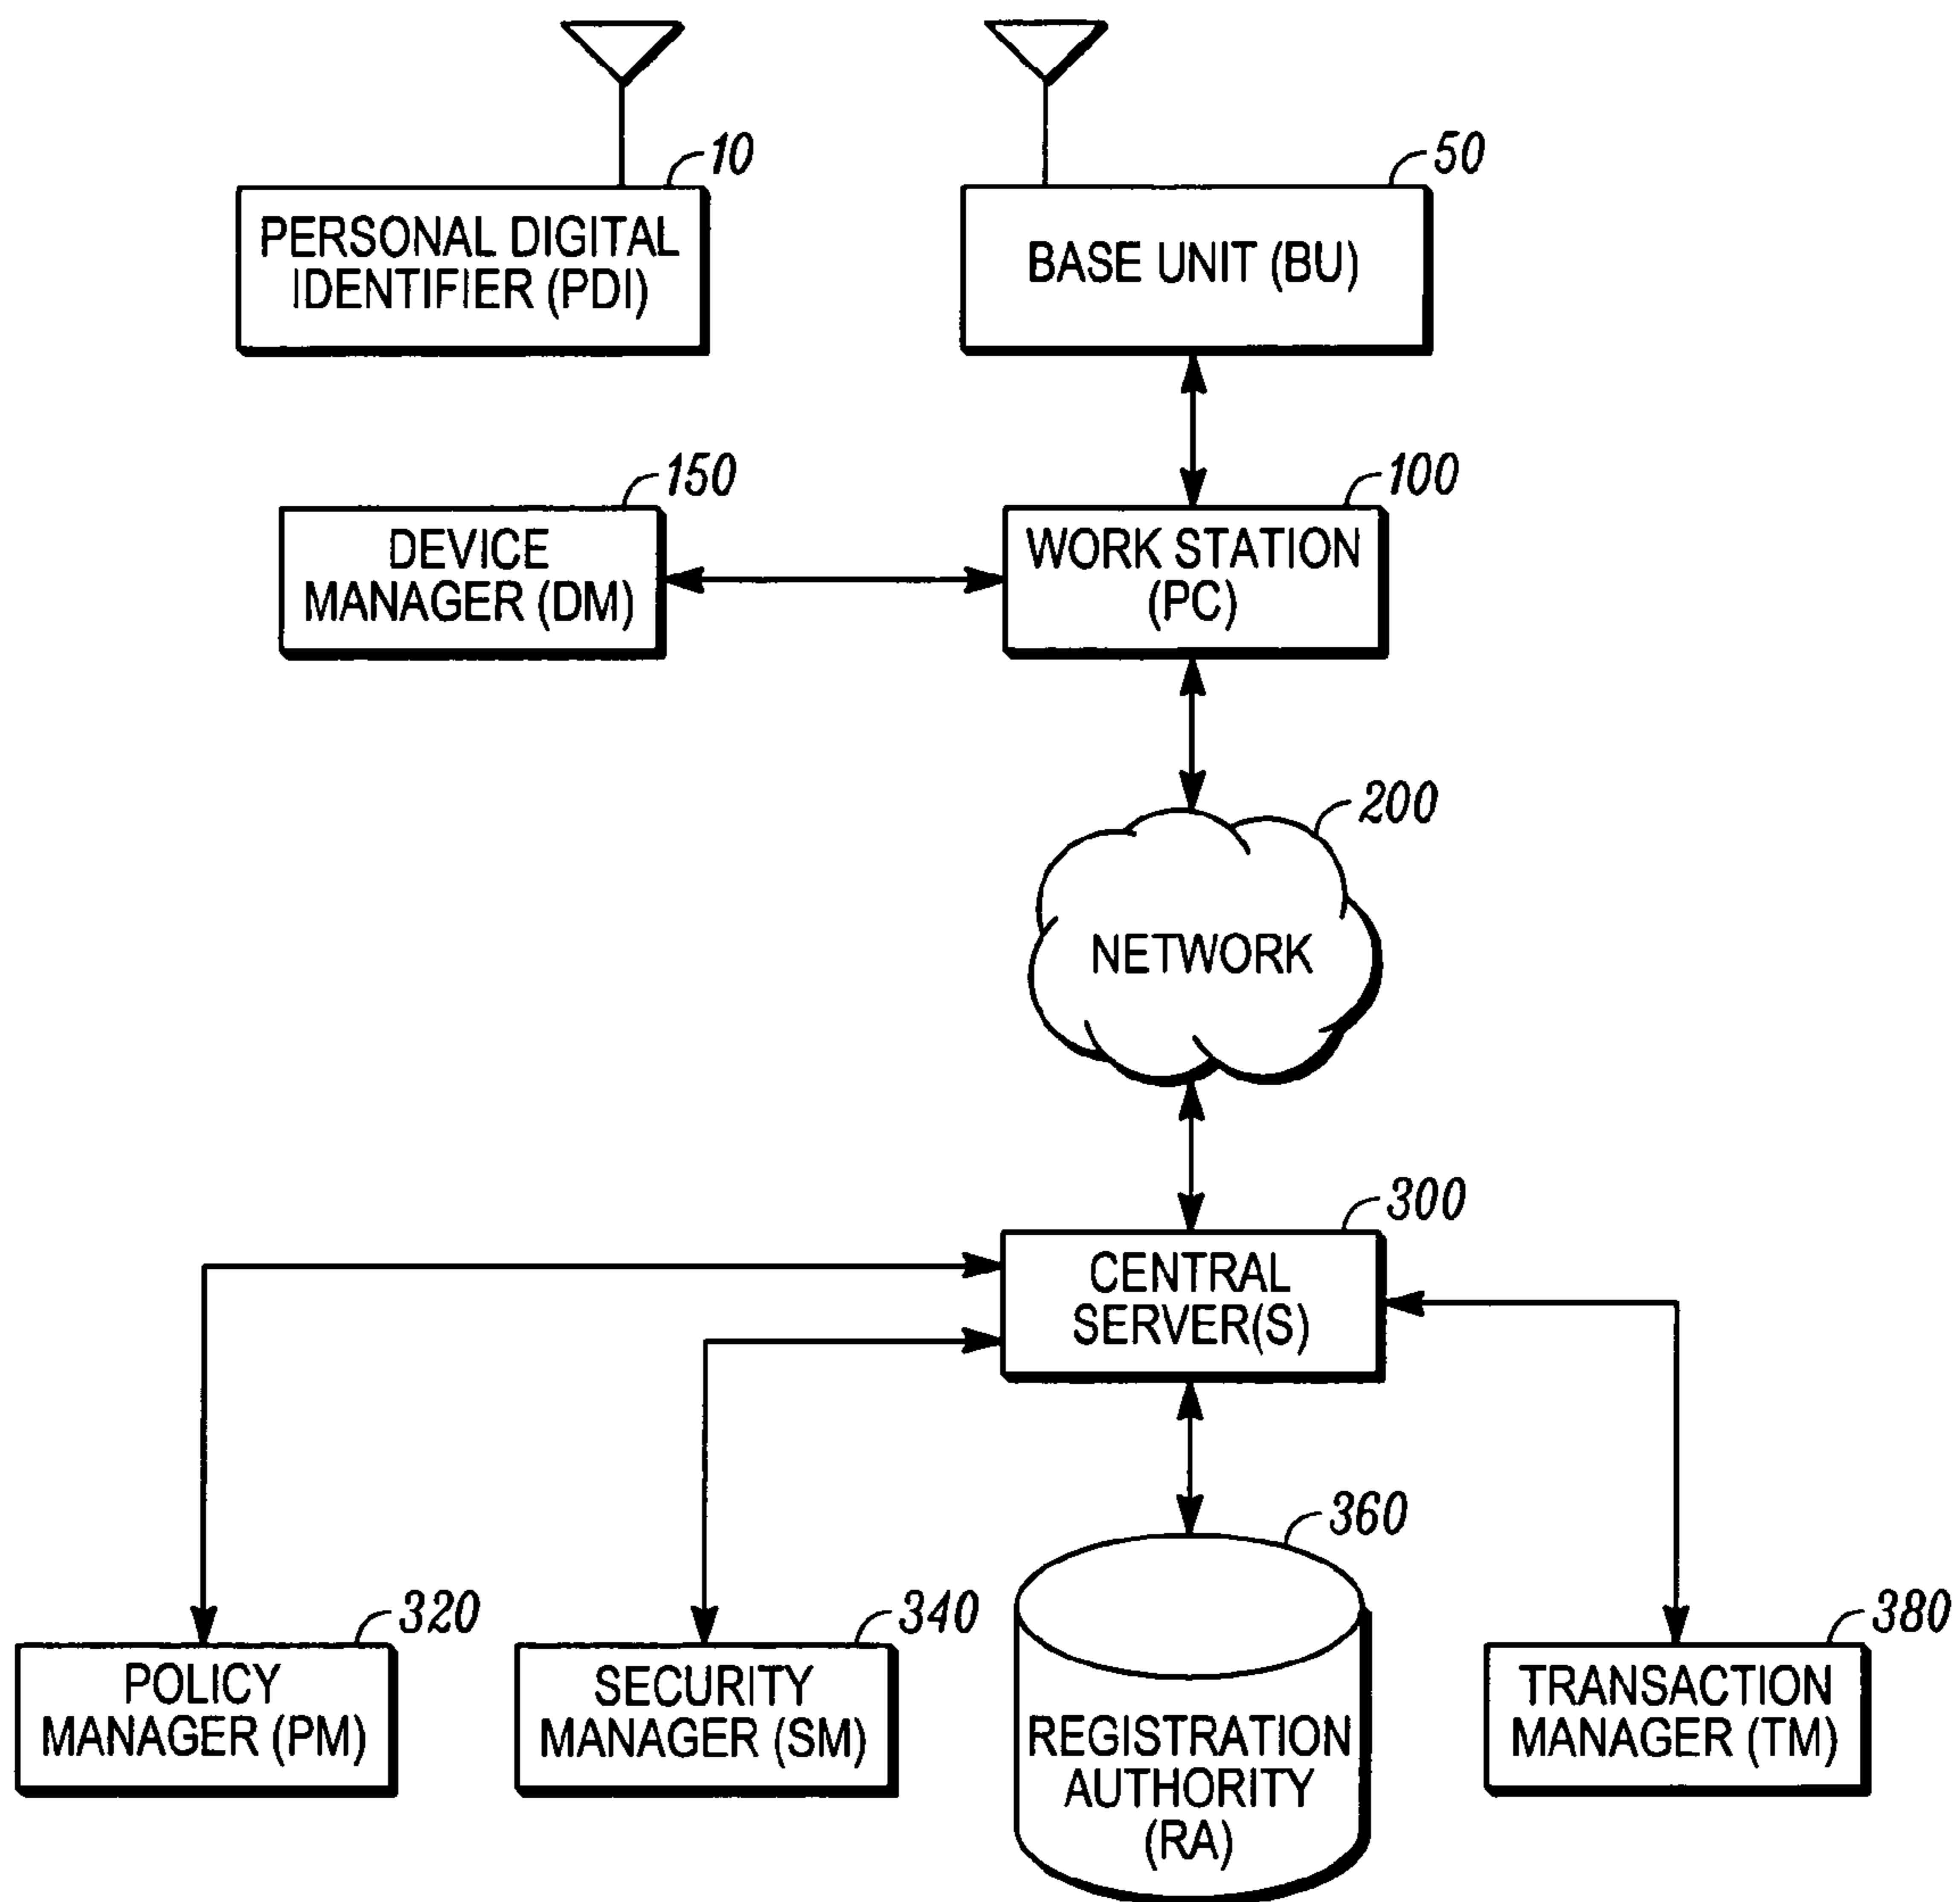 10
PERSONAL DIGITAL
IDENTIFIER (PDI)
50
BASE UNIT (BU)
150
DEVICE
MANAGER (DM)
100
WORK STATION
(PC)
200
NETWORK
300
CENTRAL
SERVER(S)
320
POLICY
MANAGER (PM)
340
SECURITY
MANAGER (SM)
360
REGISTRATION
AUTHORITY
(RA)
380
TRANSACTION
MANAGER (TM)